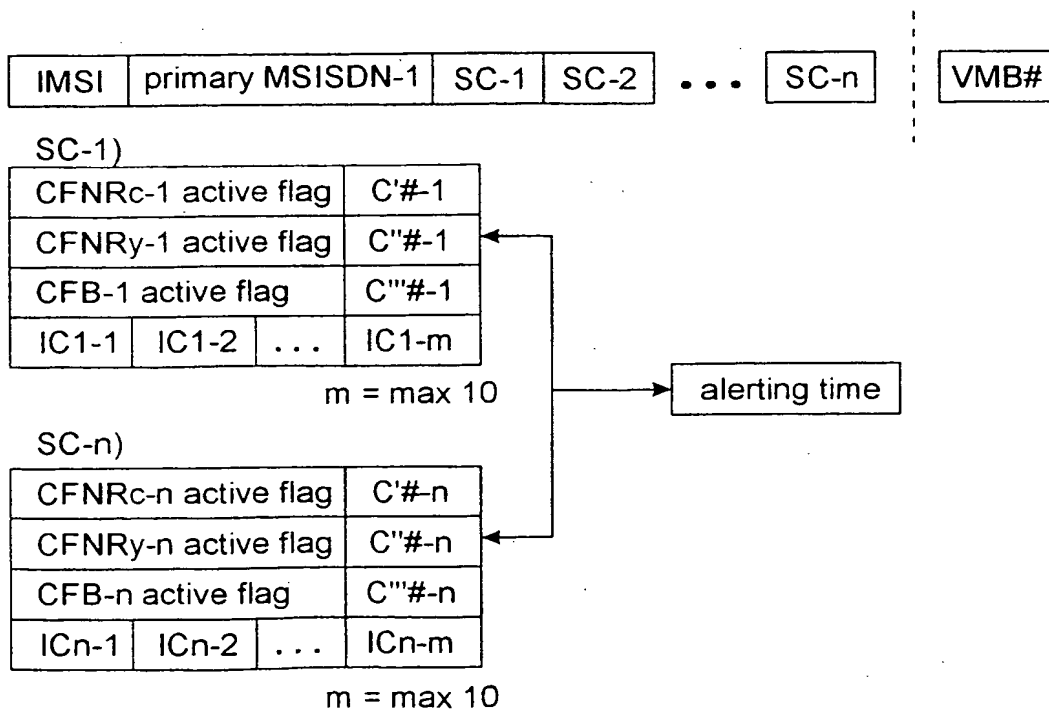 IMSI primary MSISDN-1 SC-1 SC-2 ... SC-n VMB#
SC-1)
CFNRc-1 active flag C'#-1
CFNRy-1 active flag C"#-1
CFB-1 active flag C"'#-1
IC1-1 IC1-2 ... IC1-m
m = max 10
alerting time
SC-n)
CFNRc-n active flag C'#-n
CFNRy-n active flag C"#-n
CFB-n active flag C"'#-n
ICn-1 ICn-2 ... ICn-m
m = max 10